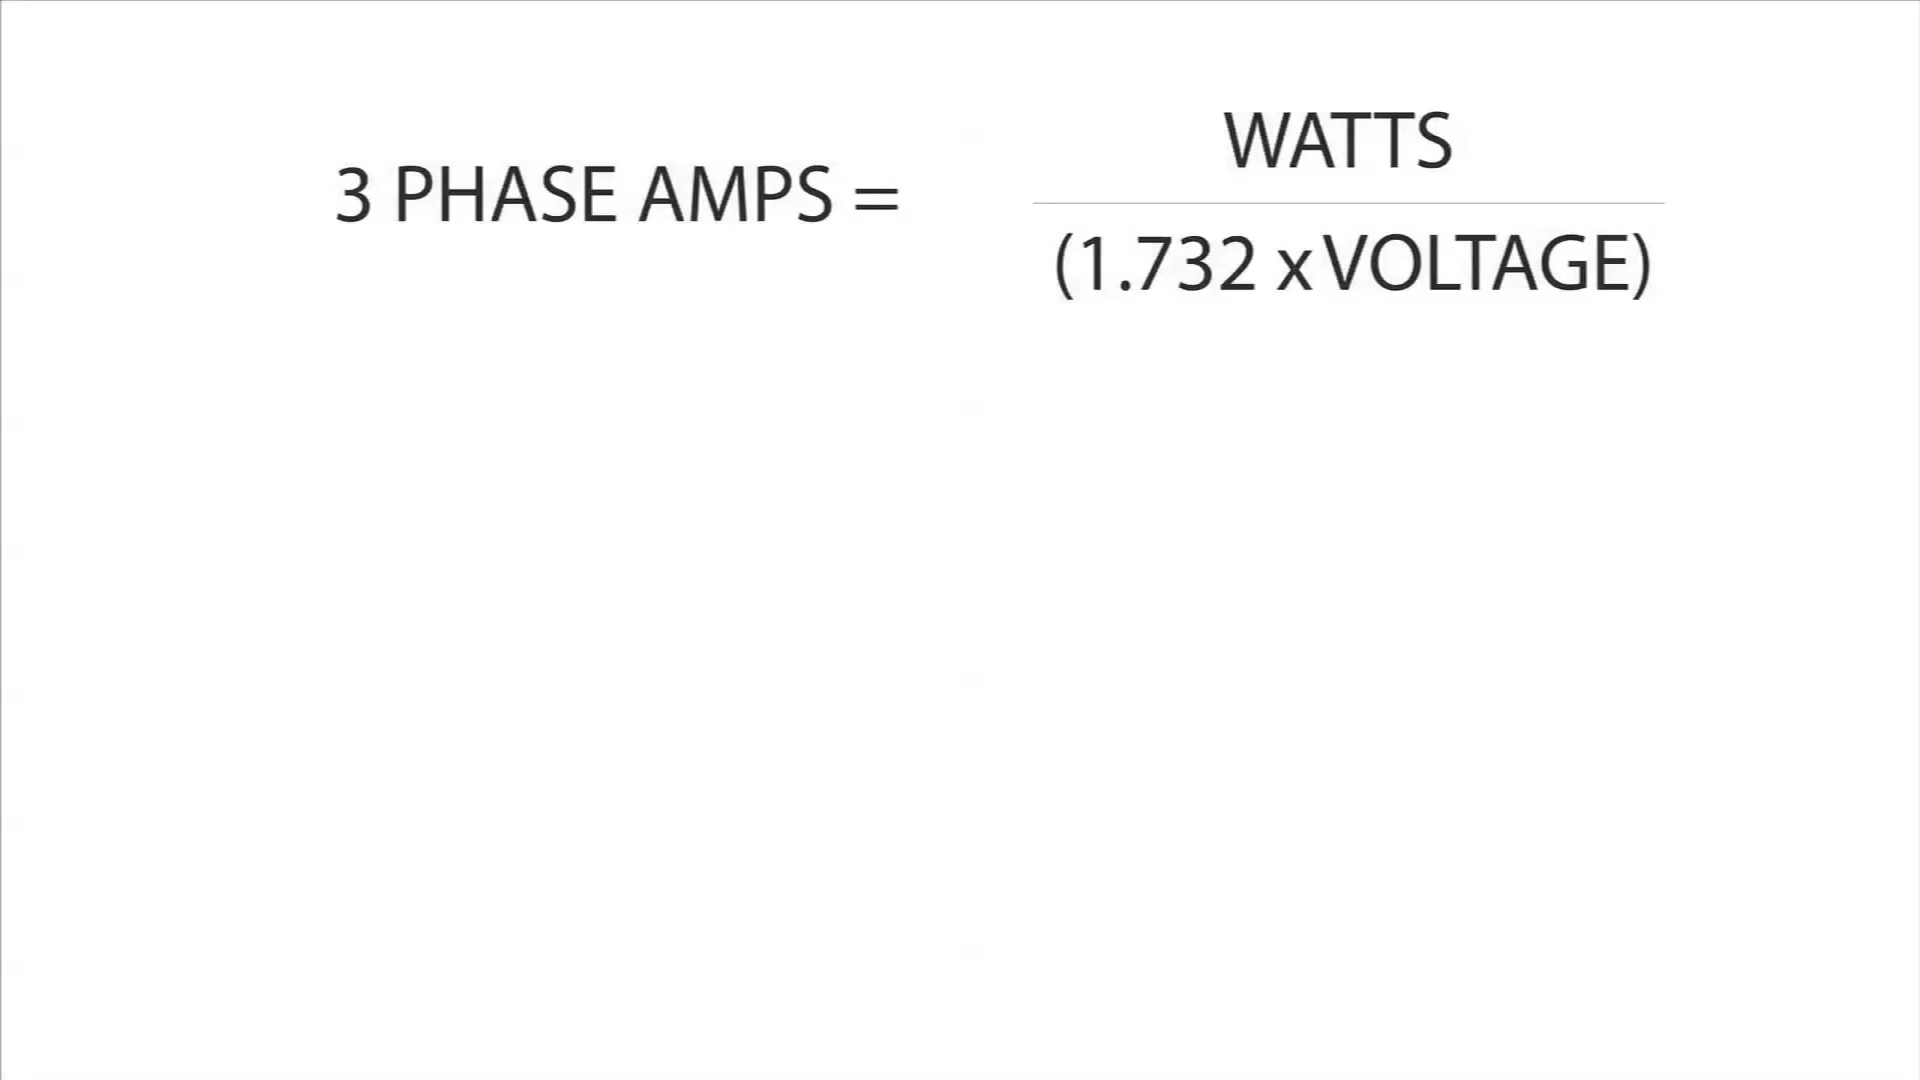 3 PHASE AMPS =
WATTS
(1.732 x VOLTAGE)